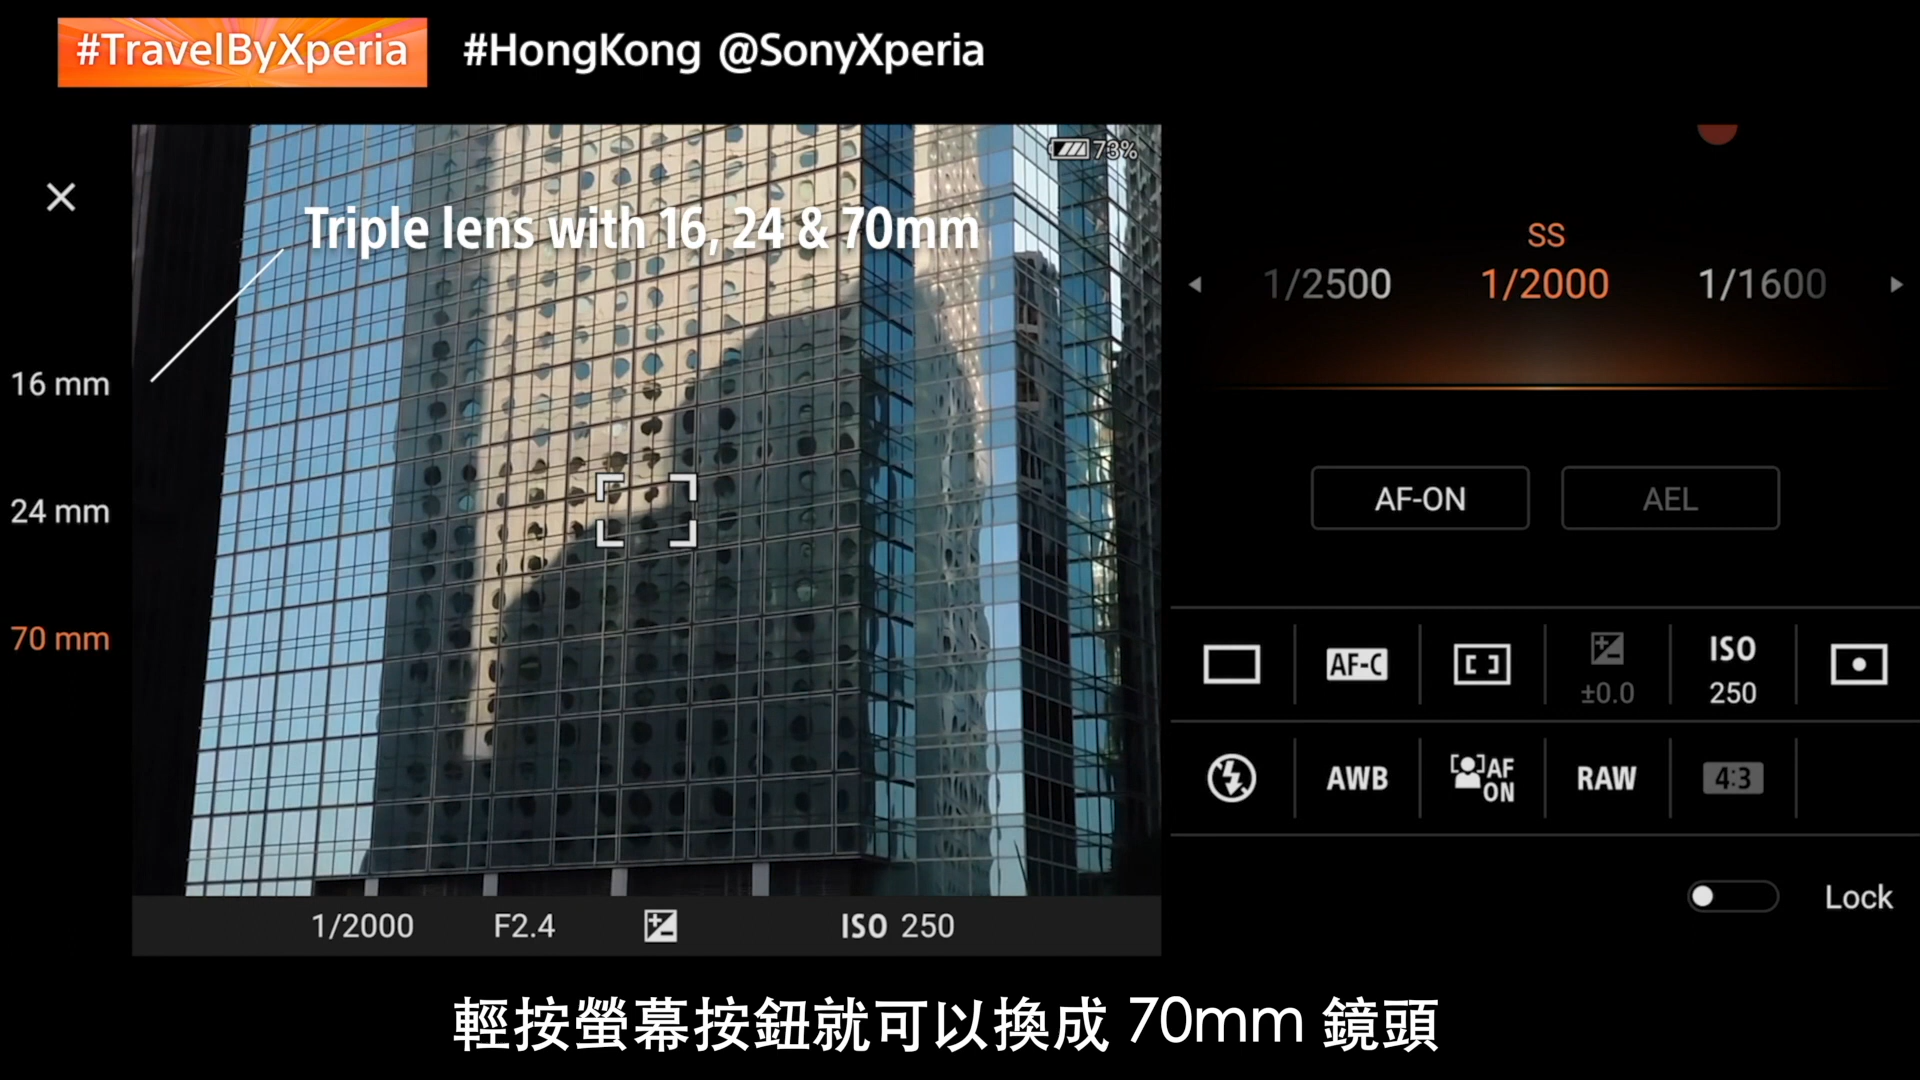 #TravelByXperia #HongKong @SonyXperia
73%
Triple lens with 16, 24 & 70mm
16 mm
24 mm
70 mm
SS
1/2500 1/2000 1/1600
AF-ON AEL
AF-C ±0.0 ISO 250
AWB AF ON RAW 4:3
Lock
1/2000 F2.4 ISO 250
輕按螢幕按鈕就可以換成 70mm 鏡頭